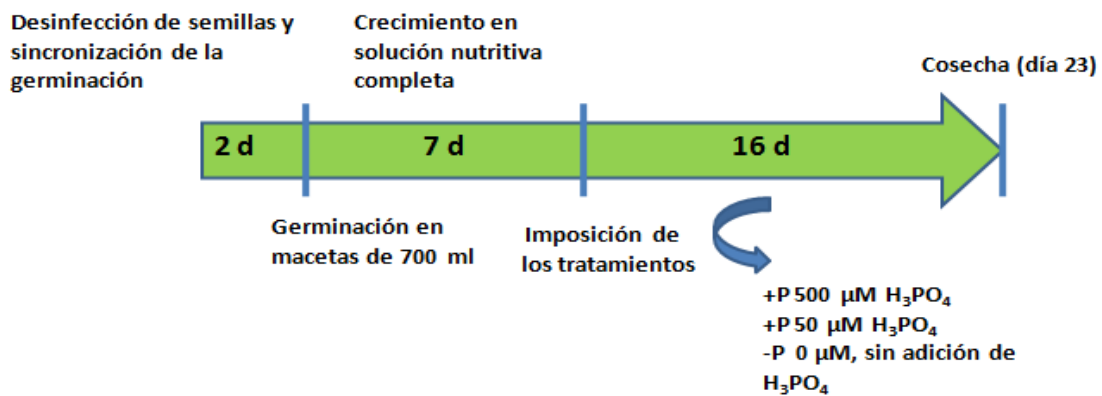 Desinfección de semillas y
sincronización de la
germinación
Crecimiento en
solución nutritiva
completa
Cosecha (día 23)
2 d
7 d
16 d
Germinación en
macetas de 700 ml
Imposición de
los tratamientos
+P 500 µM H₃PO₄
+P 50 µM H₃PO₄
-P 0 µM, sin adición de
H₃PO₄